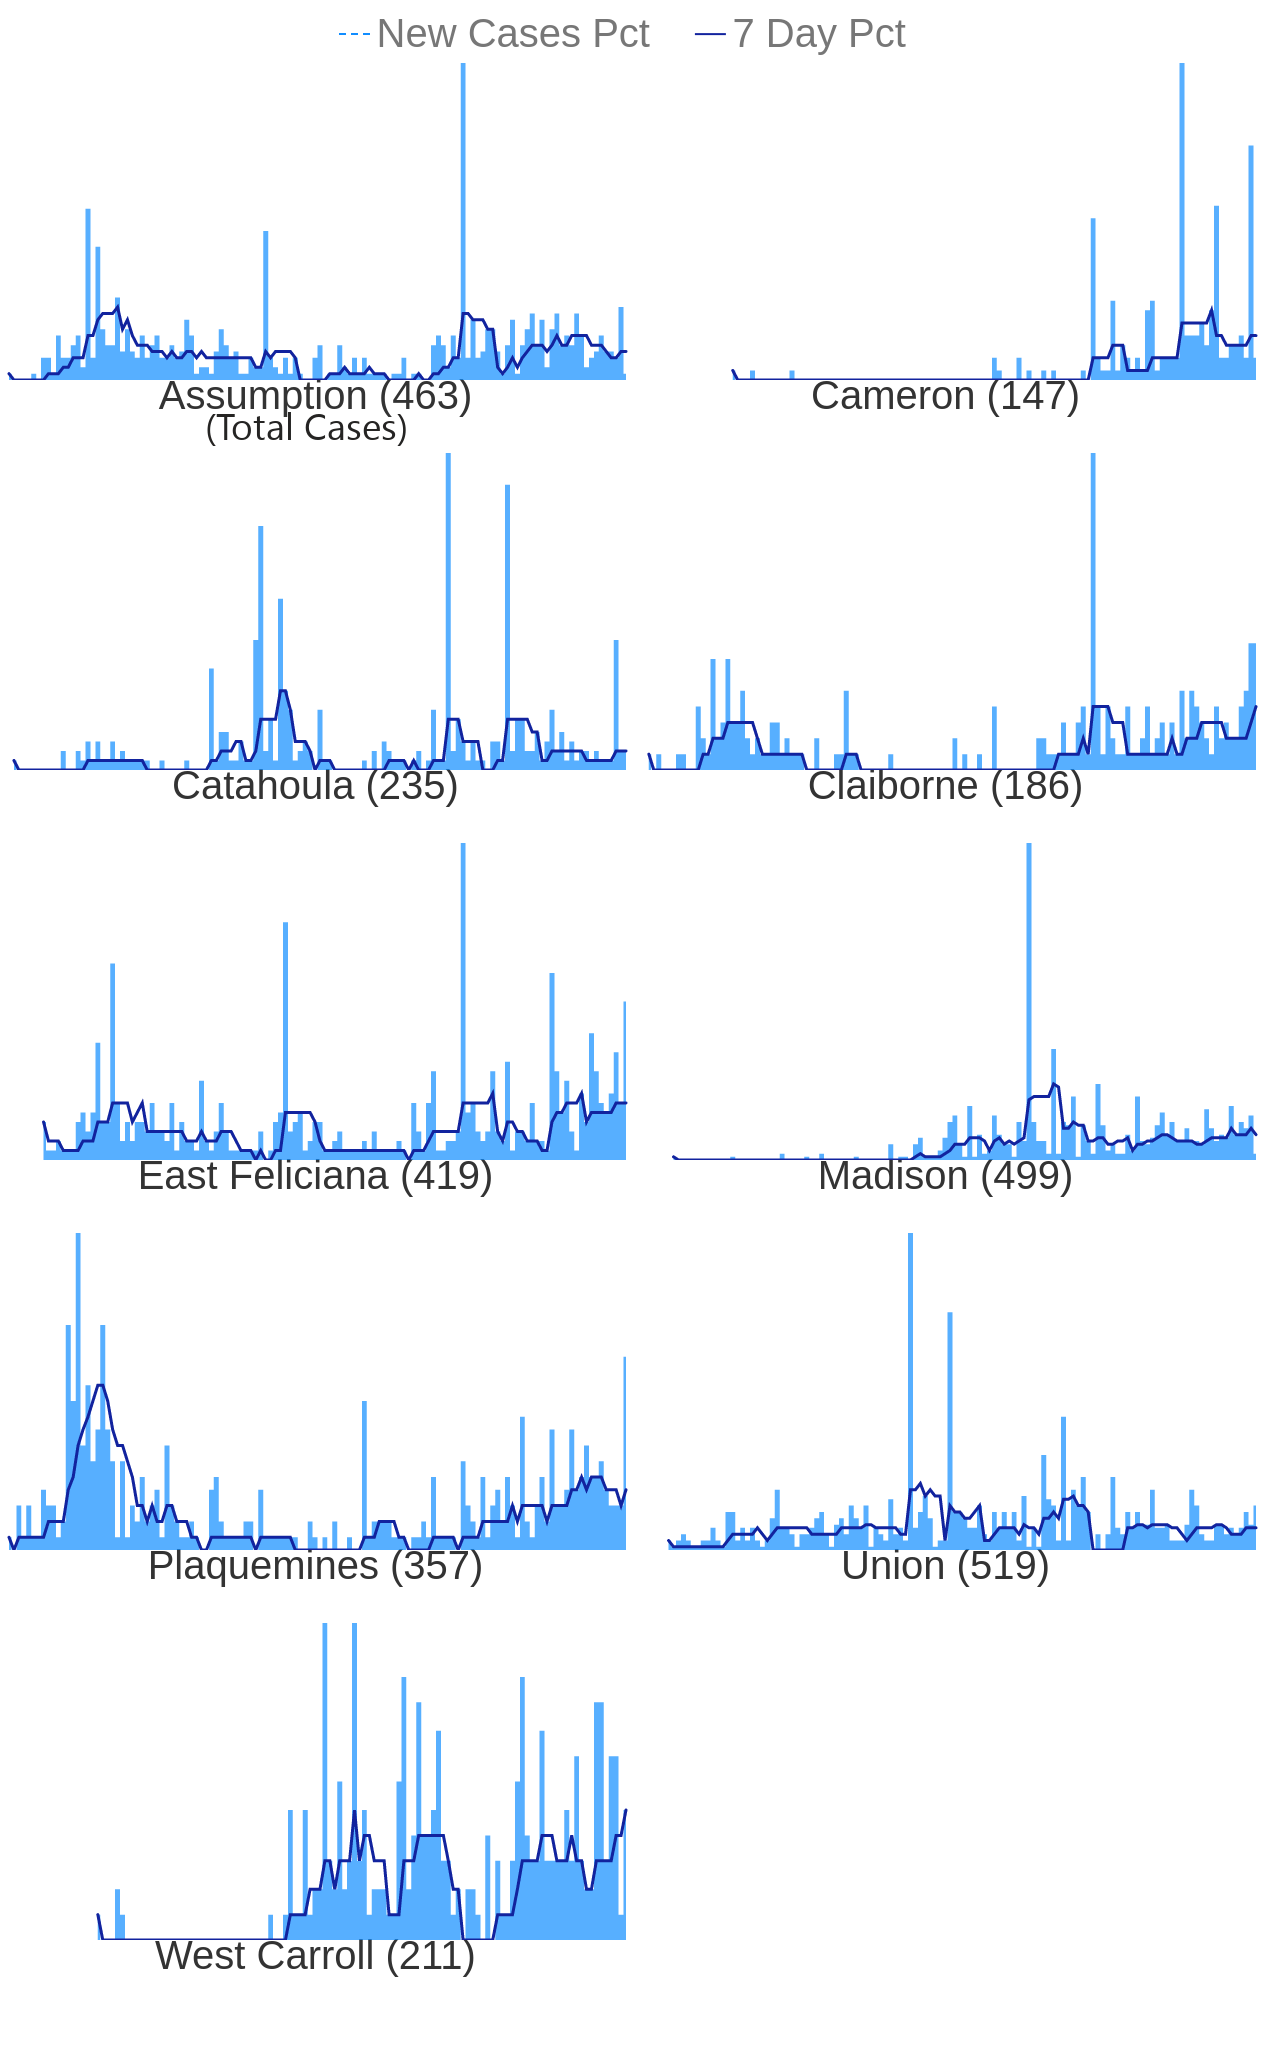 New Cases Pct 7 Day Pct
Assumption (463) Cameron (147)
(Total Cases)
Catahoula (235) Claiborne (186)
East Feliciana (419) Madison (499)
Plaquemines (357) Union (519)
West Carroll (211)